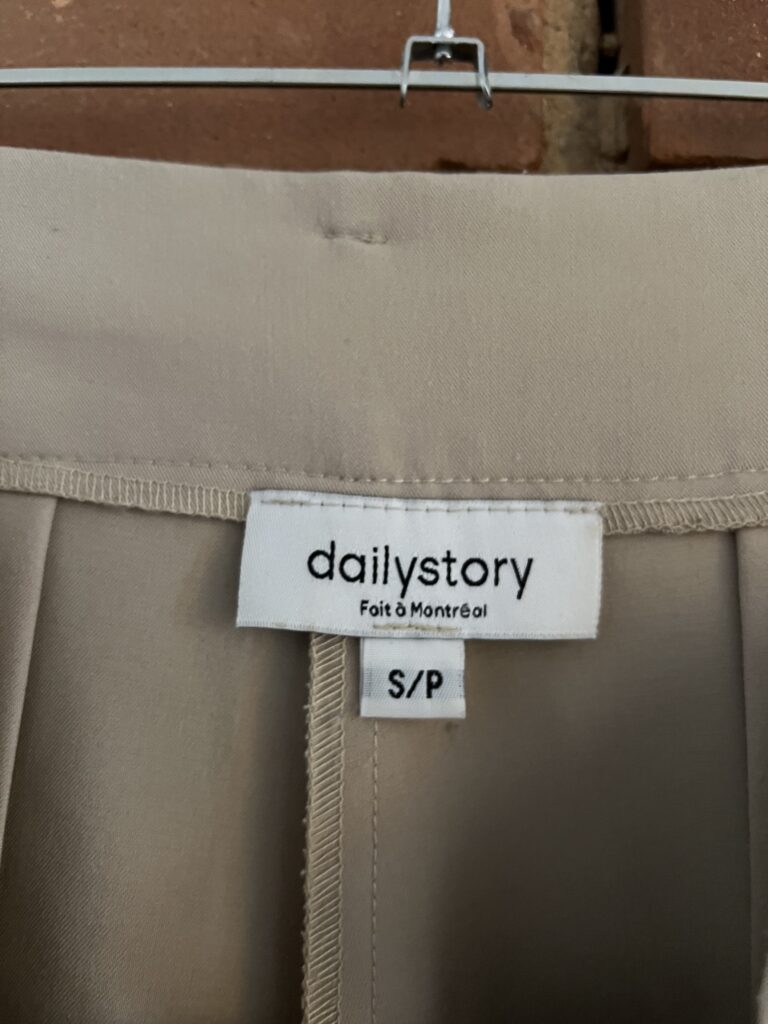 dailystory
Fait à Montréal
S/P